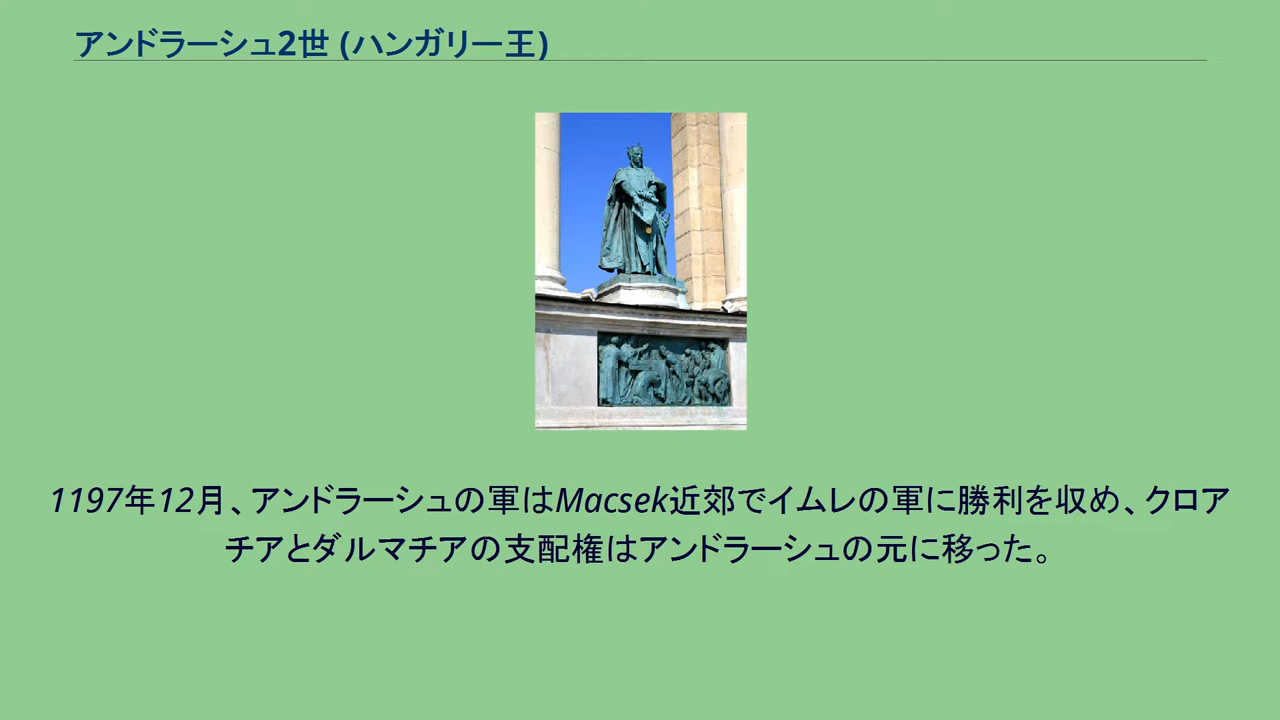 アンドラーシュ2世 (ハンガリー王)
1197年12月、アンドラーシュの軍はMacsek近郊でイムレの軍に勝利を収め、クロア
チアとダルマチアの支配権はアンドラーシュの元に移った。